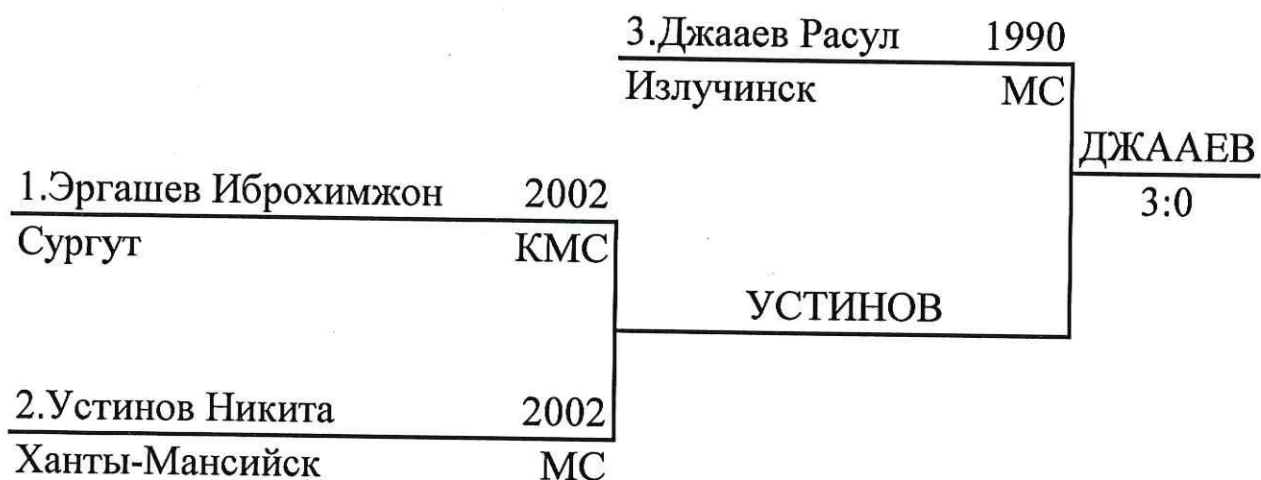 3.Джааев Расул 1990
Излучинск МС
ДЖААЕВ
3:0
1.Эргашев Иброхимжон 2002
Сургут КМС
УСТИНОВ
2.Устинов Никита 2002
Ханты-Мансийск МС